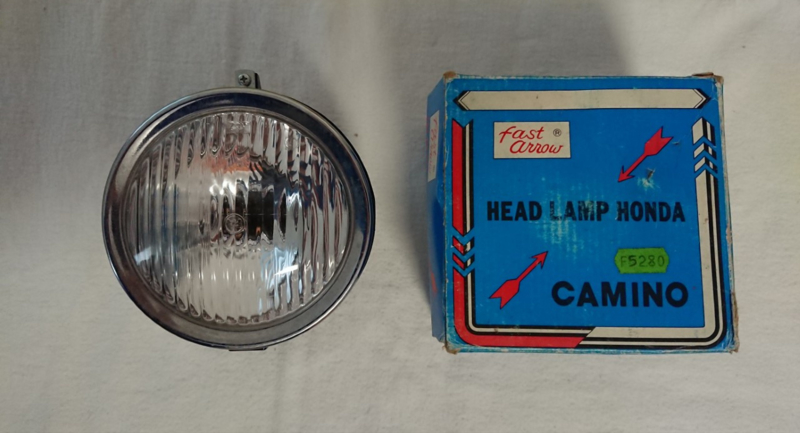 fast ®
arrow
HEAD LAMP HONDA
F5280
CAMINO